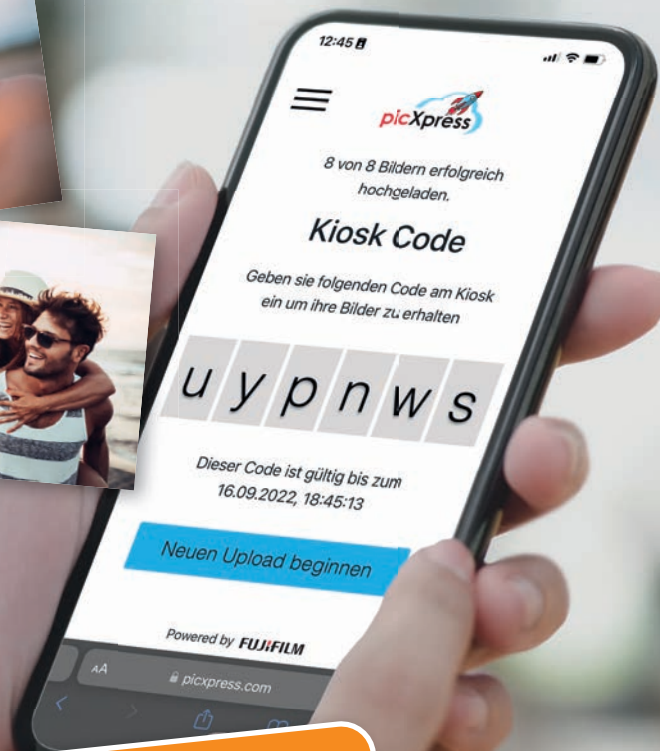 12:45
picXpress
8 von 8 Bildern erfolgreich
hochgeladen.
Kiosk Code
Geben sie folgenden Code am Kiosk
ein um ihre Bilder zu erhalten
u y p n w s
Dieser Code ist gültig bis zum
16.09.2022, 18:45:13
Neuen Upload beginnen
Powered by FUJIFILM
AA picxpress.com